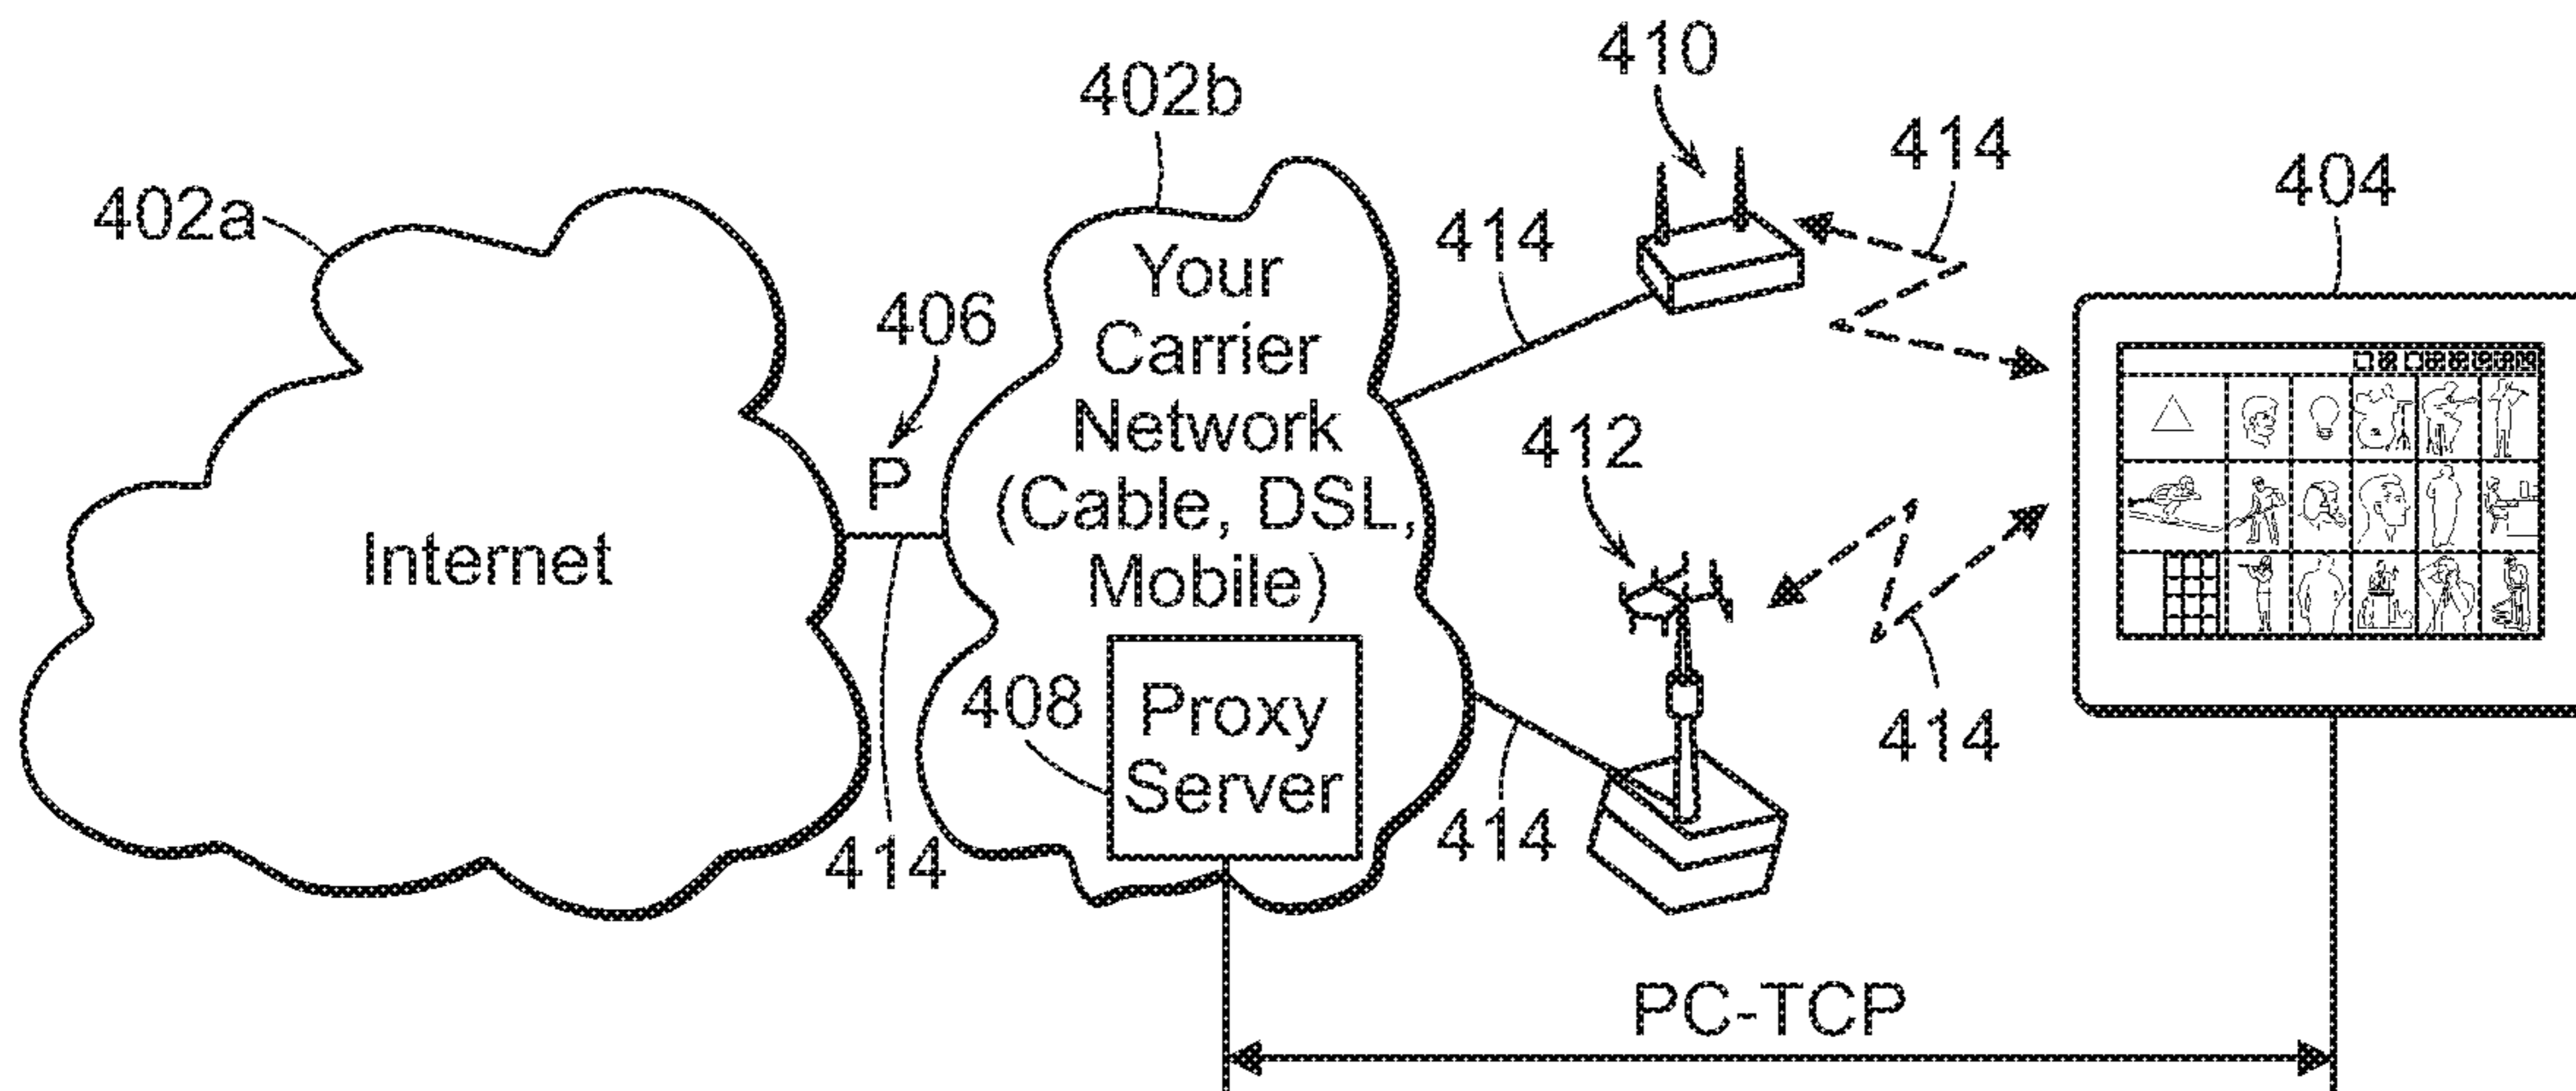 410
402b
414
404
402a
414
406
P
Your
Carrier
Network
(Cable, DSL,
Mobile)
412
Internet
408
Proxy
Server
414
414
414
PC-TCP